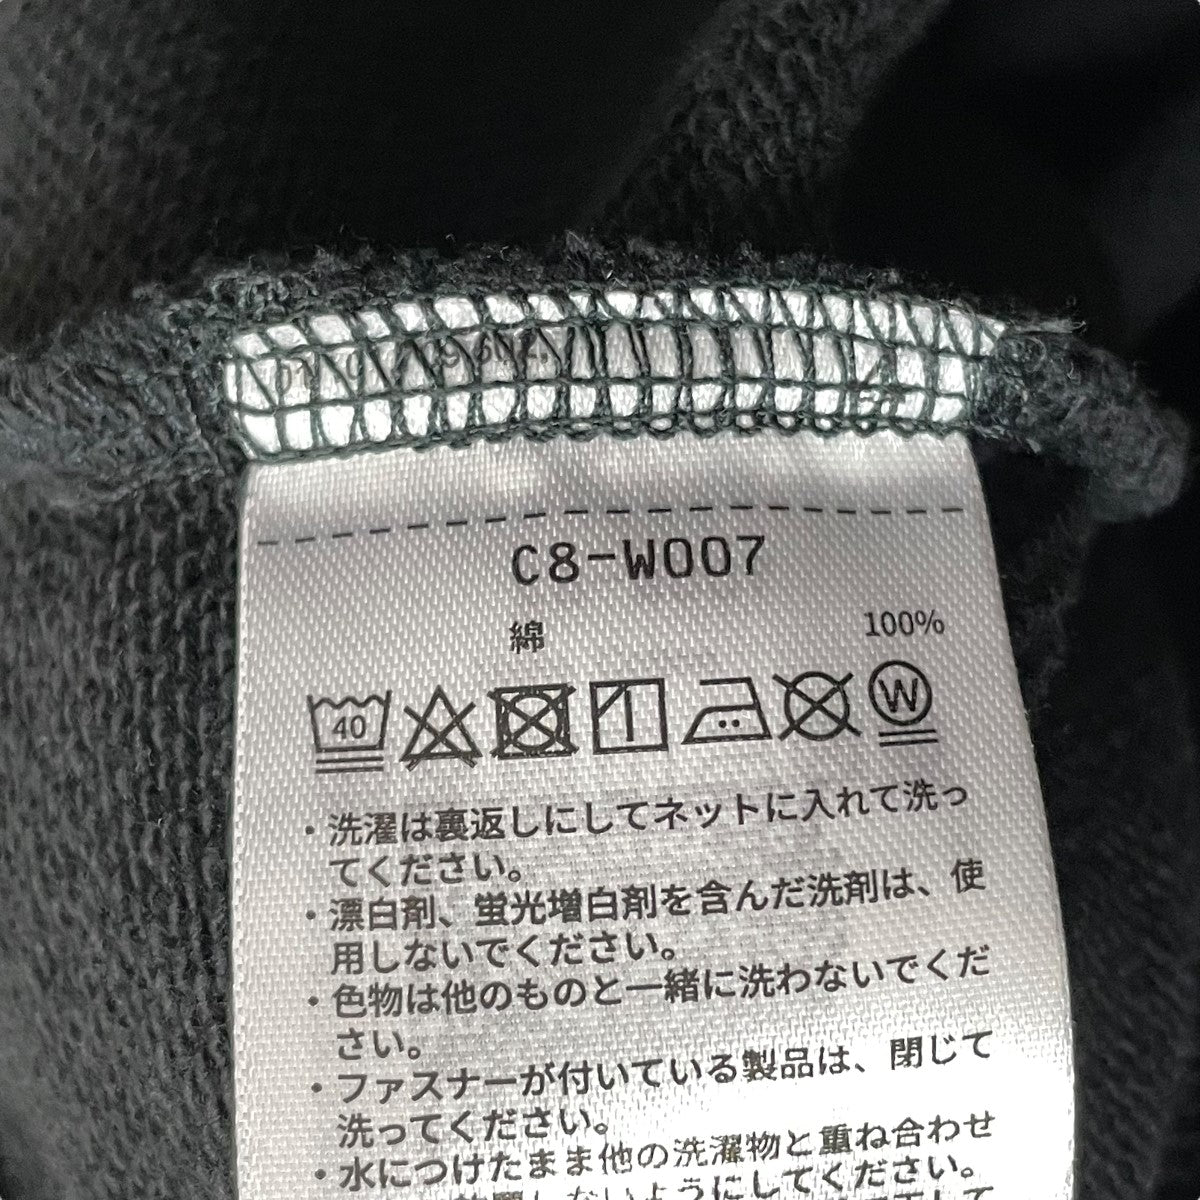 C8-W007
綿 100%
40 W
・洗濯は裏返しにしてネットに入れて洗っ
てください。
・漂白剤、蛍光増白剤を含んだ洗剤は、使
用しないでください。
・色物は他のものと一緒に洗わないでくだ
さい。
・ファスナーが付いている製品は、閉じて
洗ってください。
・水につけたまま他の洗濯物と重ね合わせ
しないようにしてください。